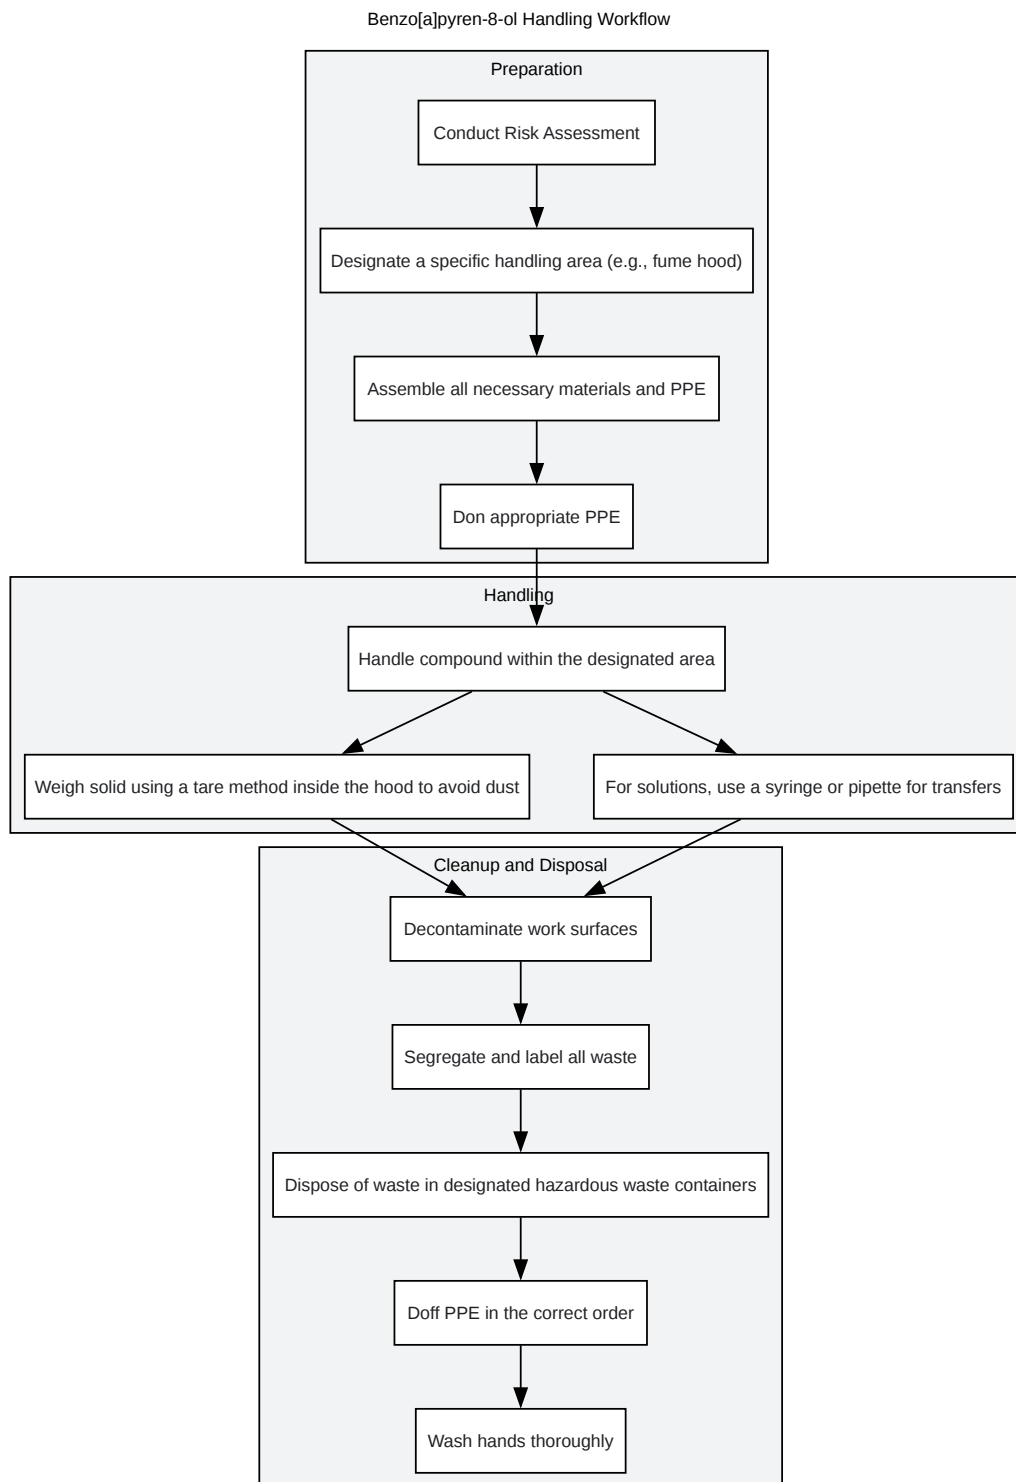 Benzo[a]pyren-8-ol Handling Workflow
Preparation
Conduct Risk Assessment
Designate a specific handling area (e.g., fume hood)
Assemble all necessary materials and PPE
Don appropriate PPE
Handling
Handle compound within the designated area
Weigh solid using a tare method inside the hood to avoid dust
For solutions, use a syringe or pipette for transfers
Cleanup and Disposal
Decontaminate work surfaces
Segregate and label all waste
Dispose of waste in designated hazardous waste containers
Doff PPE in the correct order
Wash hands thoroughly